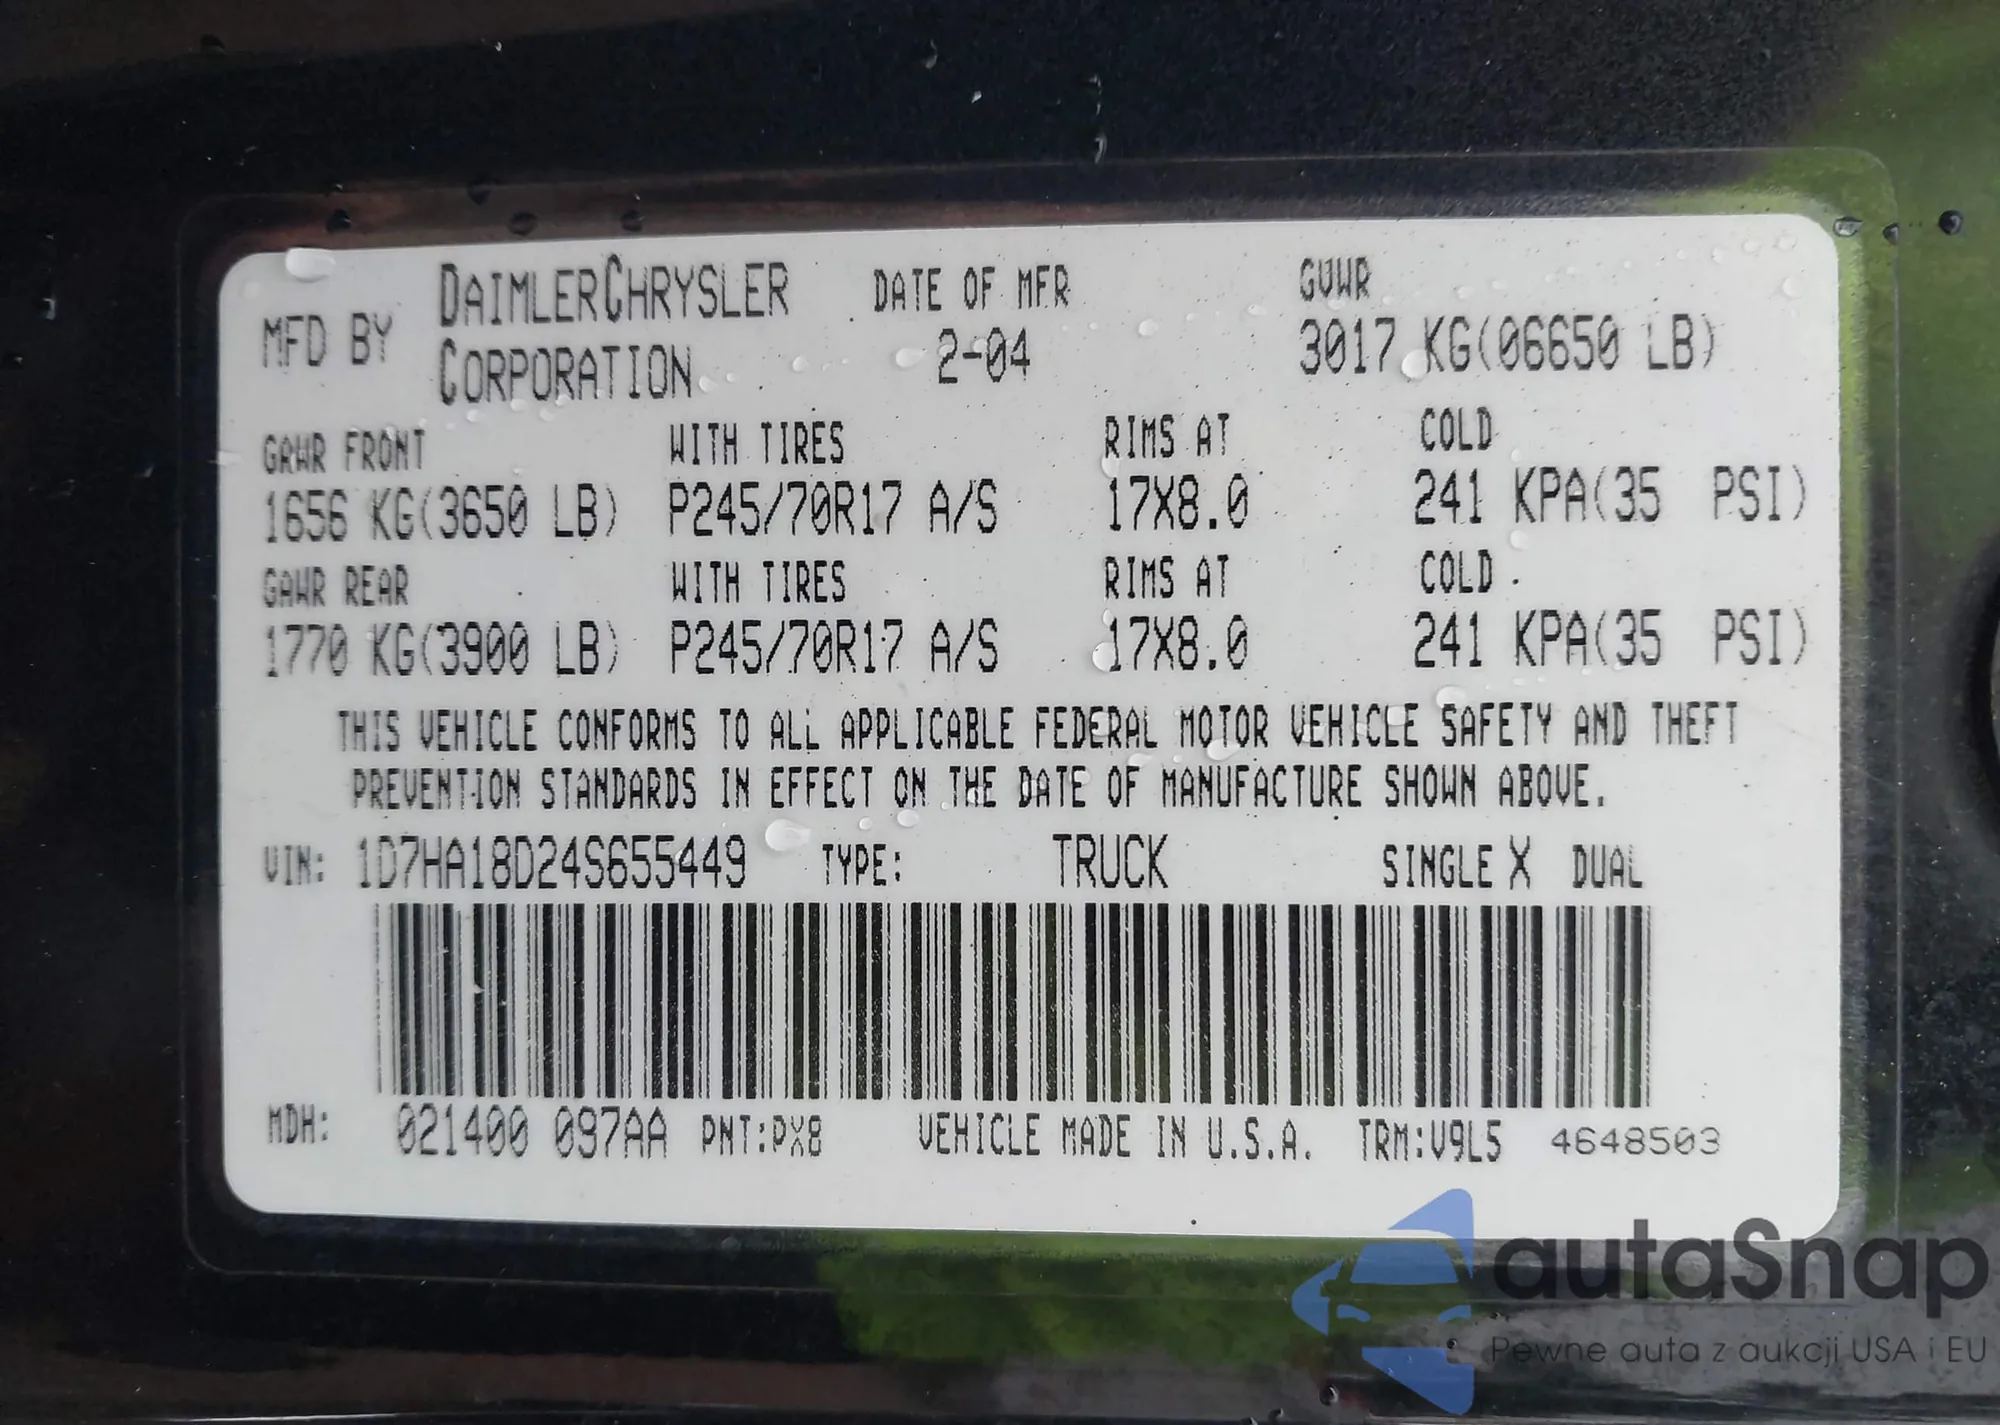 MFD BY DAIMLERCHRYSLER CORPORATION DATE OF MFR 2-04 GVWR 3017 KG(06650 LB)
GAWR FRONT WITH TIRES RIMS AT COLD
1656 KG(3650 LB) P245/70R17 A/S 17X8.0 241 KPA(35 PSI)
GAWR REAR WITH TIRES RIMS AT COLD
1770 KG(3900 LB) P245/70R17 A/S 17X8.0 241 KPA(35 PSI)
THIS VEHICLE CONFORMS TO ALL APPLICABLE FEDERAL MOTOR VEHICLE SAFETY AND THEFT
PREVENTION STANDARDS IN EFFECT ON THE DATE OF MANUFACTURE SHOWN ABOVE.
VIN: 1D7HA18D24S655449 TYPE: TRUCK SINGLE X DUAL
MDH: 021400 097AA PNT:PX8 VEHICLE MADE IN U.S.A. TRM:V9L5 4648503
autaSnap
Pewne auta z aukcji USA i EU